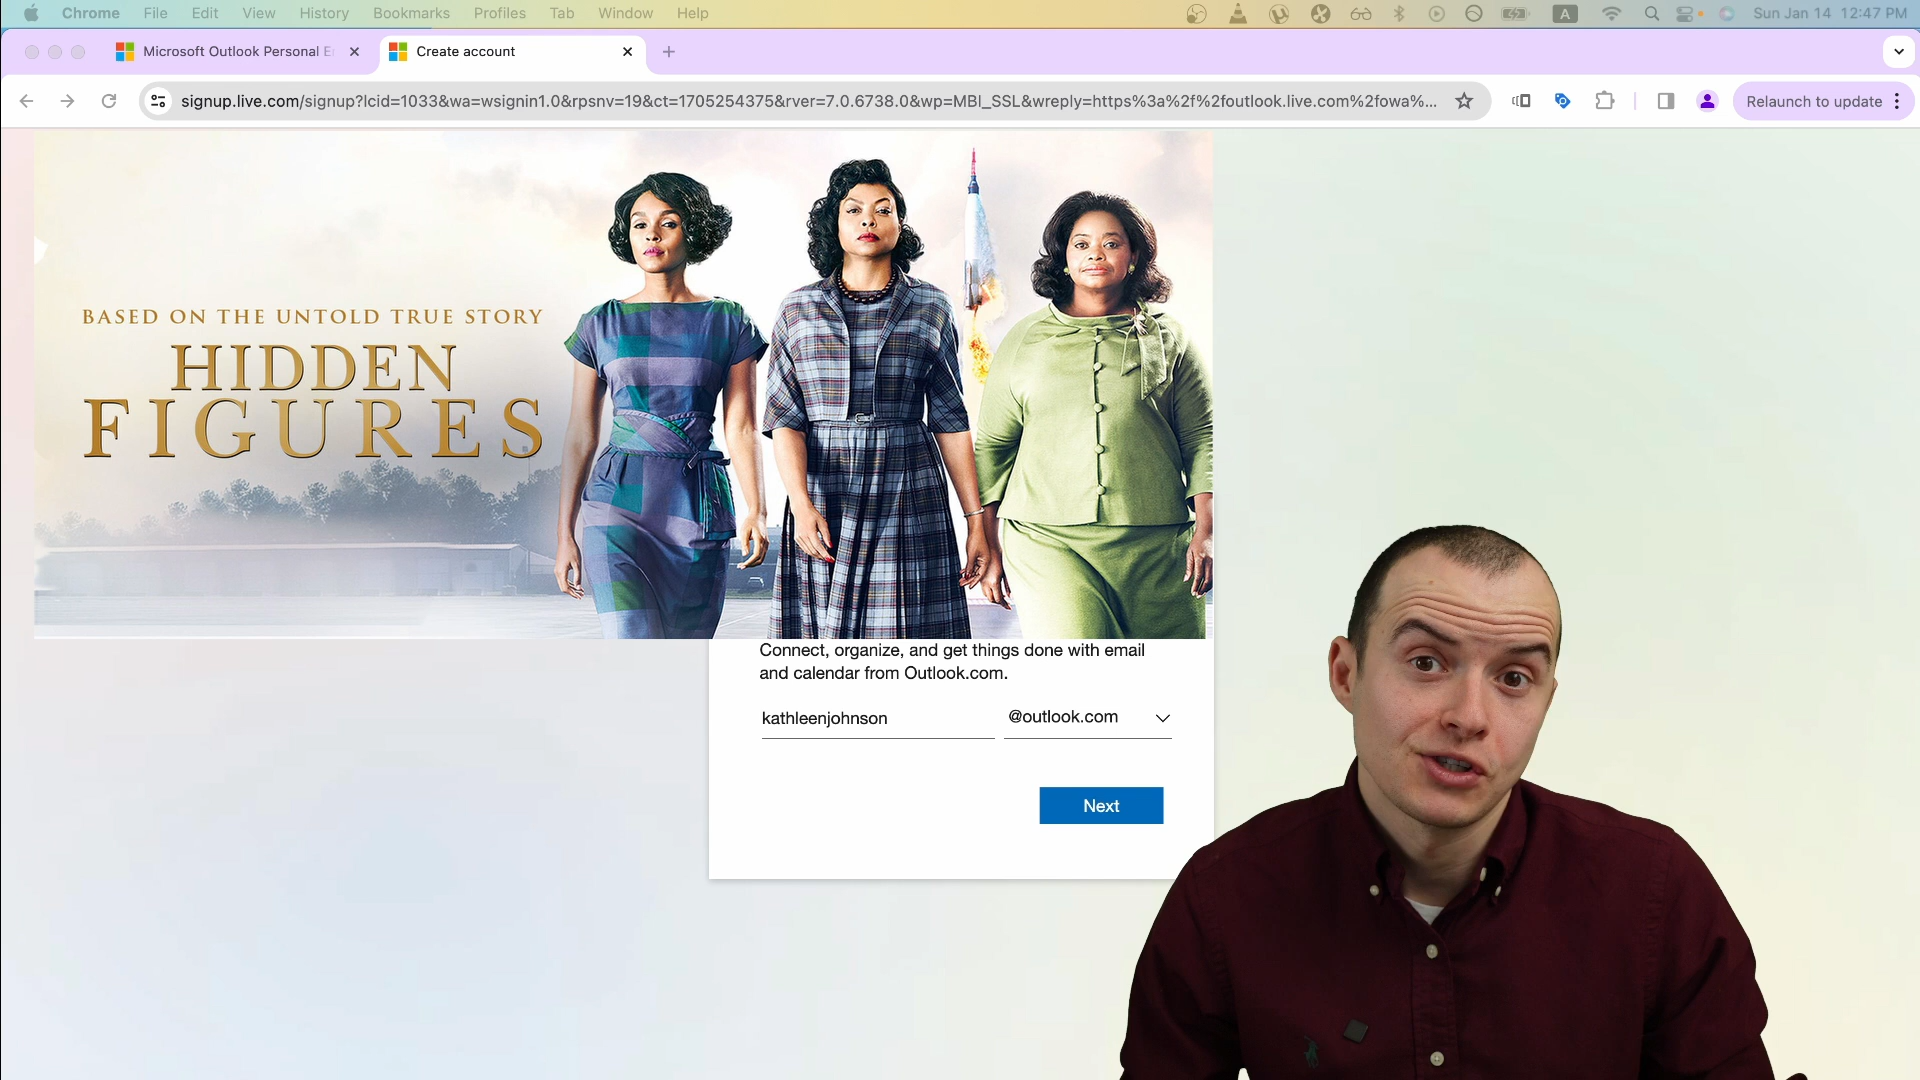 Chrome File Edit View History Bookmarks Profiles Tab Window Help A Sun Jan 14 12:47 PM
Microsoft Outlook Personal E
Create account
signup.live.com/signup?lcid=1033&wa=wsignin1.0&rpsnv=19&ct=1705254375&rver=7.0.6738.0&wp=MBI_SSL&wreply=https%3a%2f%2foutlook.live.com%2fowa%...
Relaunch to update
BASED ON THE UNTOLD TRUE STORY
HIDDEN
FIGURES
Connect, organize, and get things done with email
and calendar from Outlook.com.
kathleenjohnson @outlook.com
Next